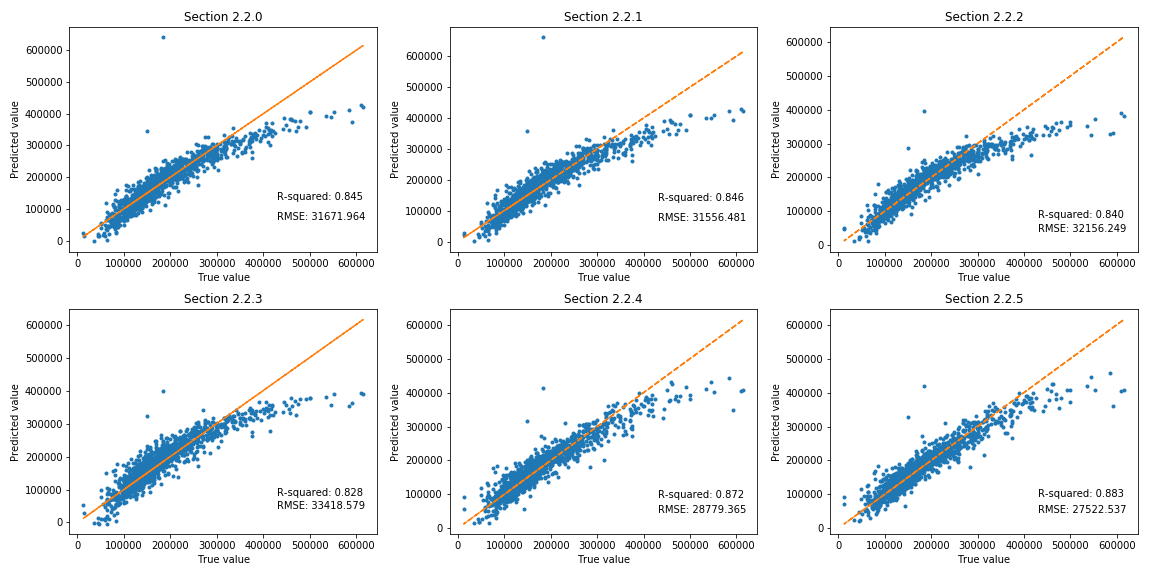 Section 2.2.0
Predicted value
600000
500000
400000
300000
200000
100000
0
R-squared: 0.845
RMSE: 31671.964
0 100000 200000 300000 400000 500000 600000
True value
Section 2.2.1
Predicted value
600000
500000
400000
300000
200000
100000
0
R-squared: 0.846
RMSE: 31556.481
0 100000 200000 300000 400000 500000 600000
True value
Section 2.2.2
Predicted value
600000
500000
400000
300000
200000
100000
0
R-squared: 0.840
RMSE: 32156.249
0 100000 200000 300000 400000 500000 600000
True value
Section 2.2.3
Predicted value
600000
500000
400000
300000
200000
100000
0
R-squared: 0.828
RMSE: 33418.579
0 100000 200000 300000 400000 500000 600000
True value
Section 2.2.4
Predicted value
600000
500000
400000
300000
200000
100000
0
R-squared: 0.872
RMSE: 28779.365
0 100000 200000 300000 400000 500000 600000
True value
Section 2.2.5
Predicted value
600000
500000
400000
300000
200000
100000
0
R-squared: 0.883
RMSE: 27522.537
0 100000 200000 300000 400000 500000 600000
True value